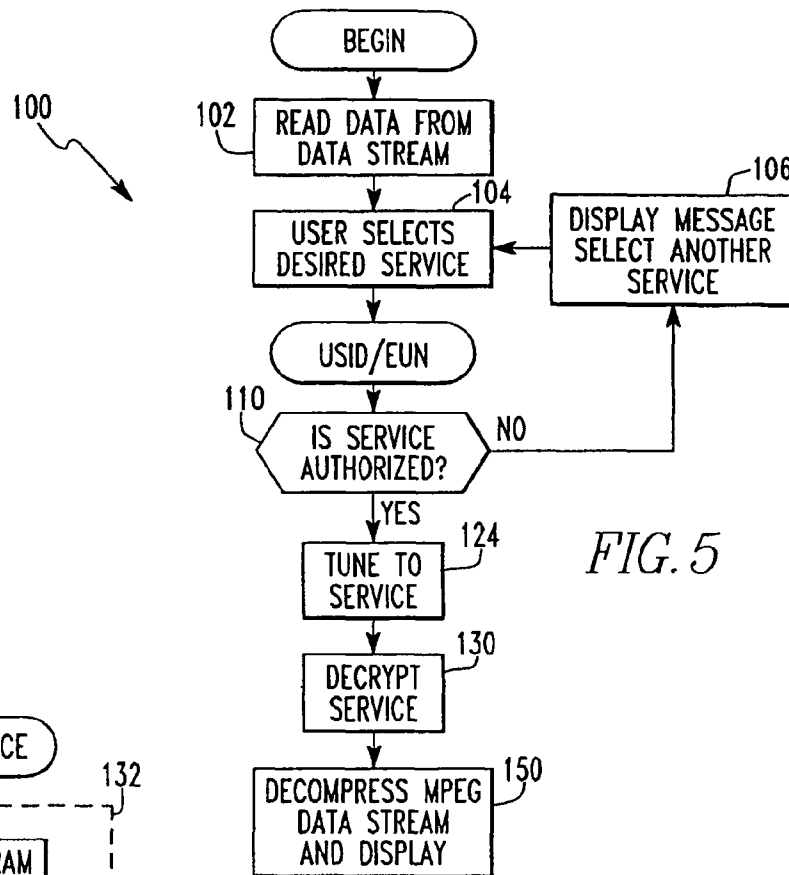 BEGIN
100
102
READ DATA FROM
DATA STREAM
104
USER SELECTS
DESIRED SERVICE
106
DISPLAY MESSAGE
SELECT ANOTHER
SERVICE
USID/EUN
110
IS SERVICE
AUTHORIZED?
NO
YES
124
TUNE TO
SERVICE
FIG. 5
130
DECRYPT
SERVICE
CE
132
150
DECOMPRESS MPEG
DATA STREAM
AND DISPLAY
RAM